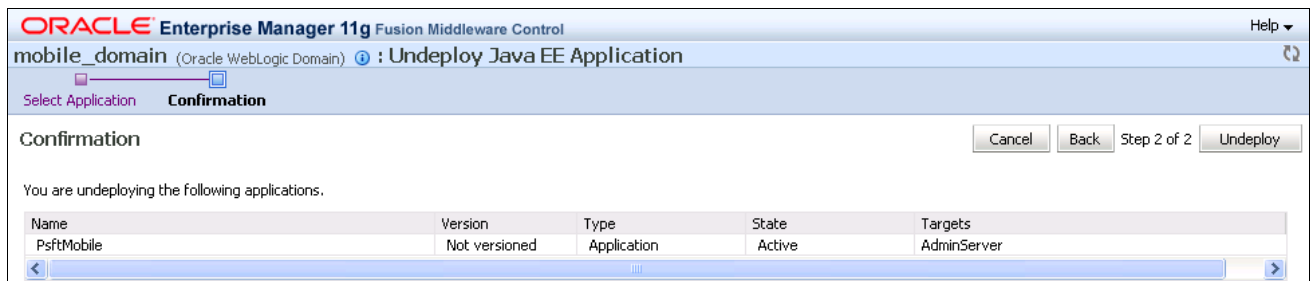 ORACLE Enterprise Manager 11g Fusion Middleware Control Help
mobile_domain (Oracle WebLogic Domain) : Undeploy Java EE Application
Select Application Confirmation
Confirmation Cancel Back Step 2 of 2 Undeploy
You are undeploying the following applications.
Name Version Type State Targets
PsftMobile Not versioned Application Active AdminServer